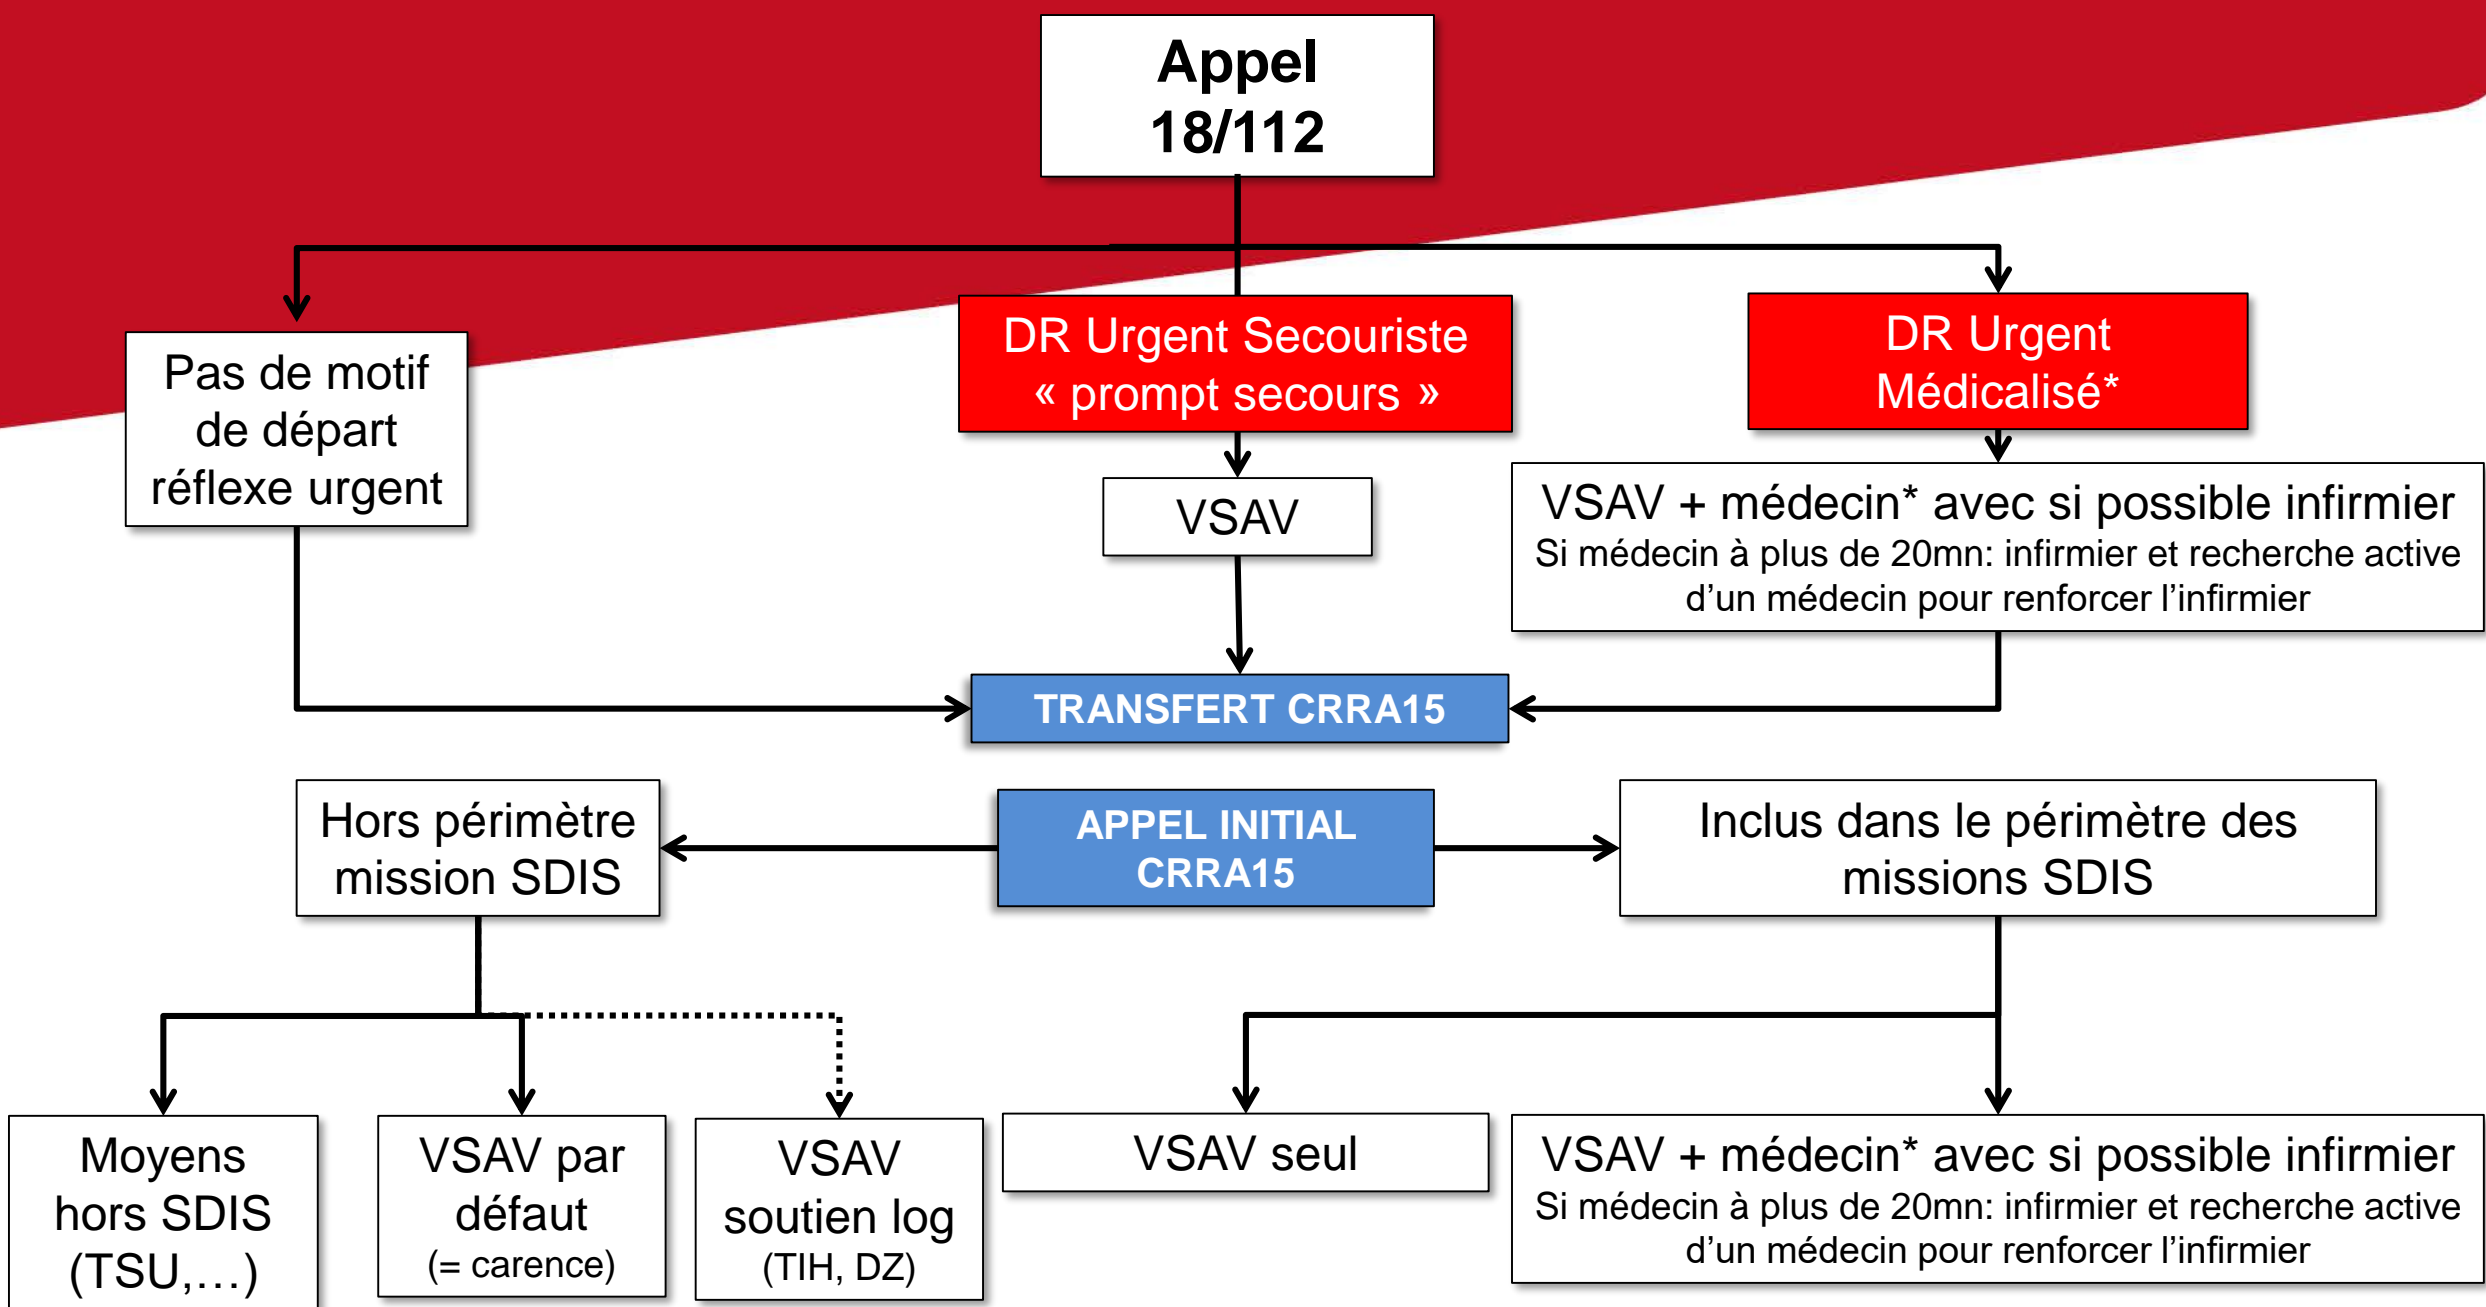 Appel
18/112
Pas de motif
de départ
réflexe urgent
DR Urgent Secouriste
« prompt secours »
DR Urgent
Médicalisé*
VSAV
VSAV + médecin* avec si possible infirmier
Si médecin à plus de 20mn: infirmier et recherche active
d’un médecin pour renforcer l’infirmier
TRANSFERT CRRA15
Hors périmètre
mission SDIS
APPEL INITIAL
CRRA15
Inclus dans le périmètre des
missions SDIS
Moyens
hors SDIS
(TSU,…)
VSAV par
défaut
(= carence)
VSAV
soutien log
(TIH, DZ)
VSAV seul
VSAV + médecin* avec si possible infirmier
Si médecin à plus de 20mn: infirmier et recherche active
d’un médecin pour renforcer l’infirmier